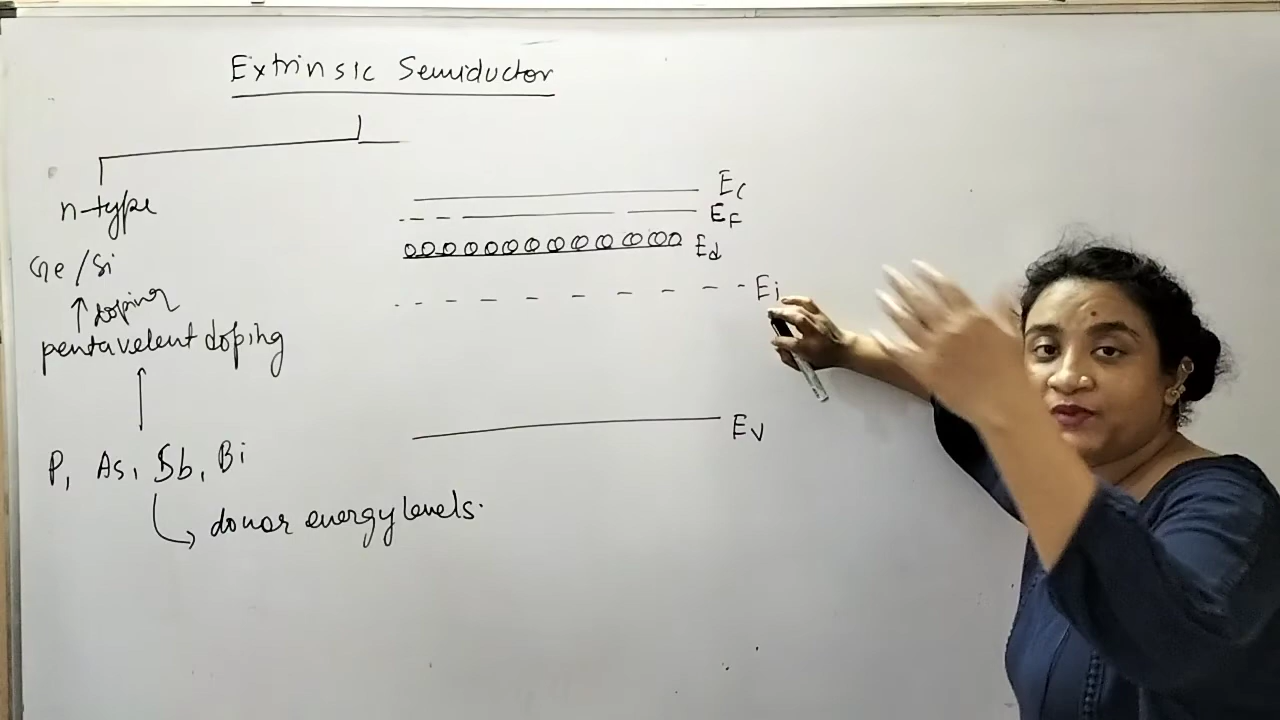 Extrinsic Semiductor
n-type
Ge/Si
↑ doping
pentavelent doping
P, As, Sb, Bi
donor energy levels.
Ec
EF
Ed
Ei
Ev